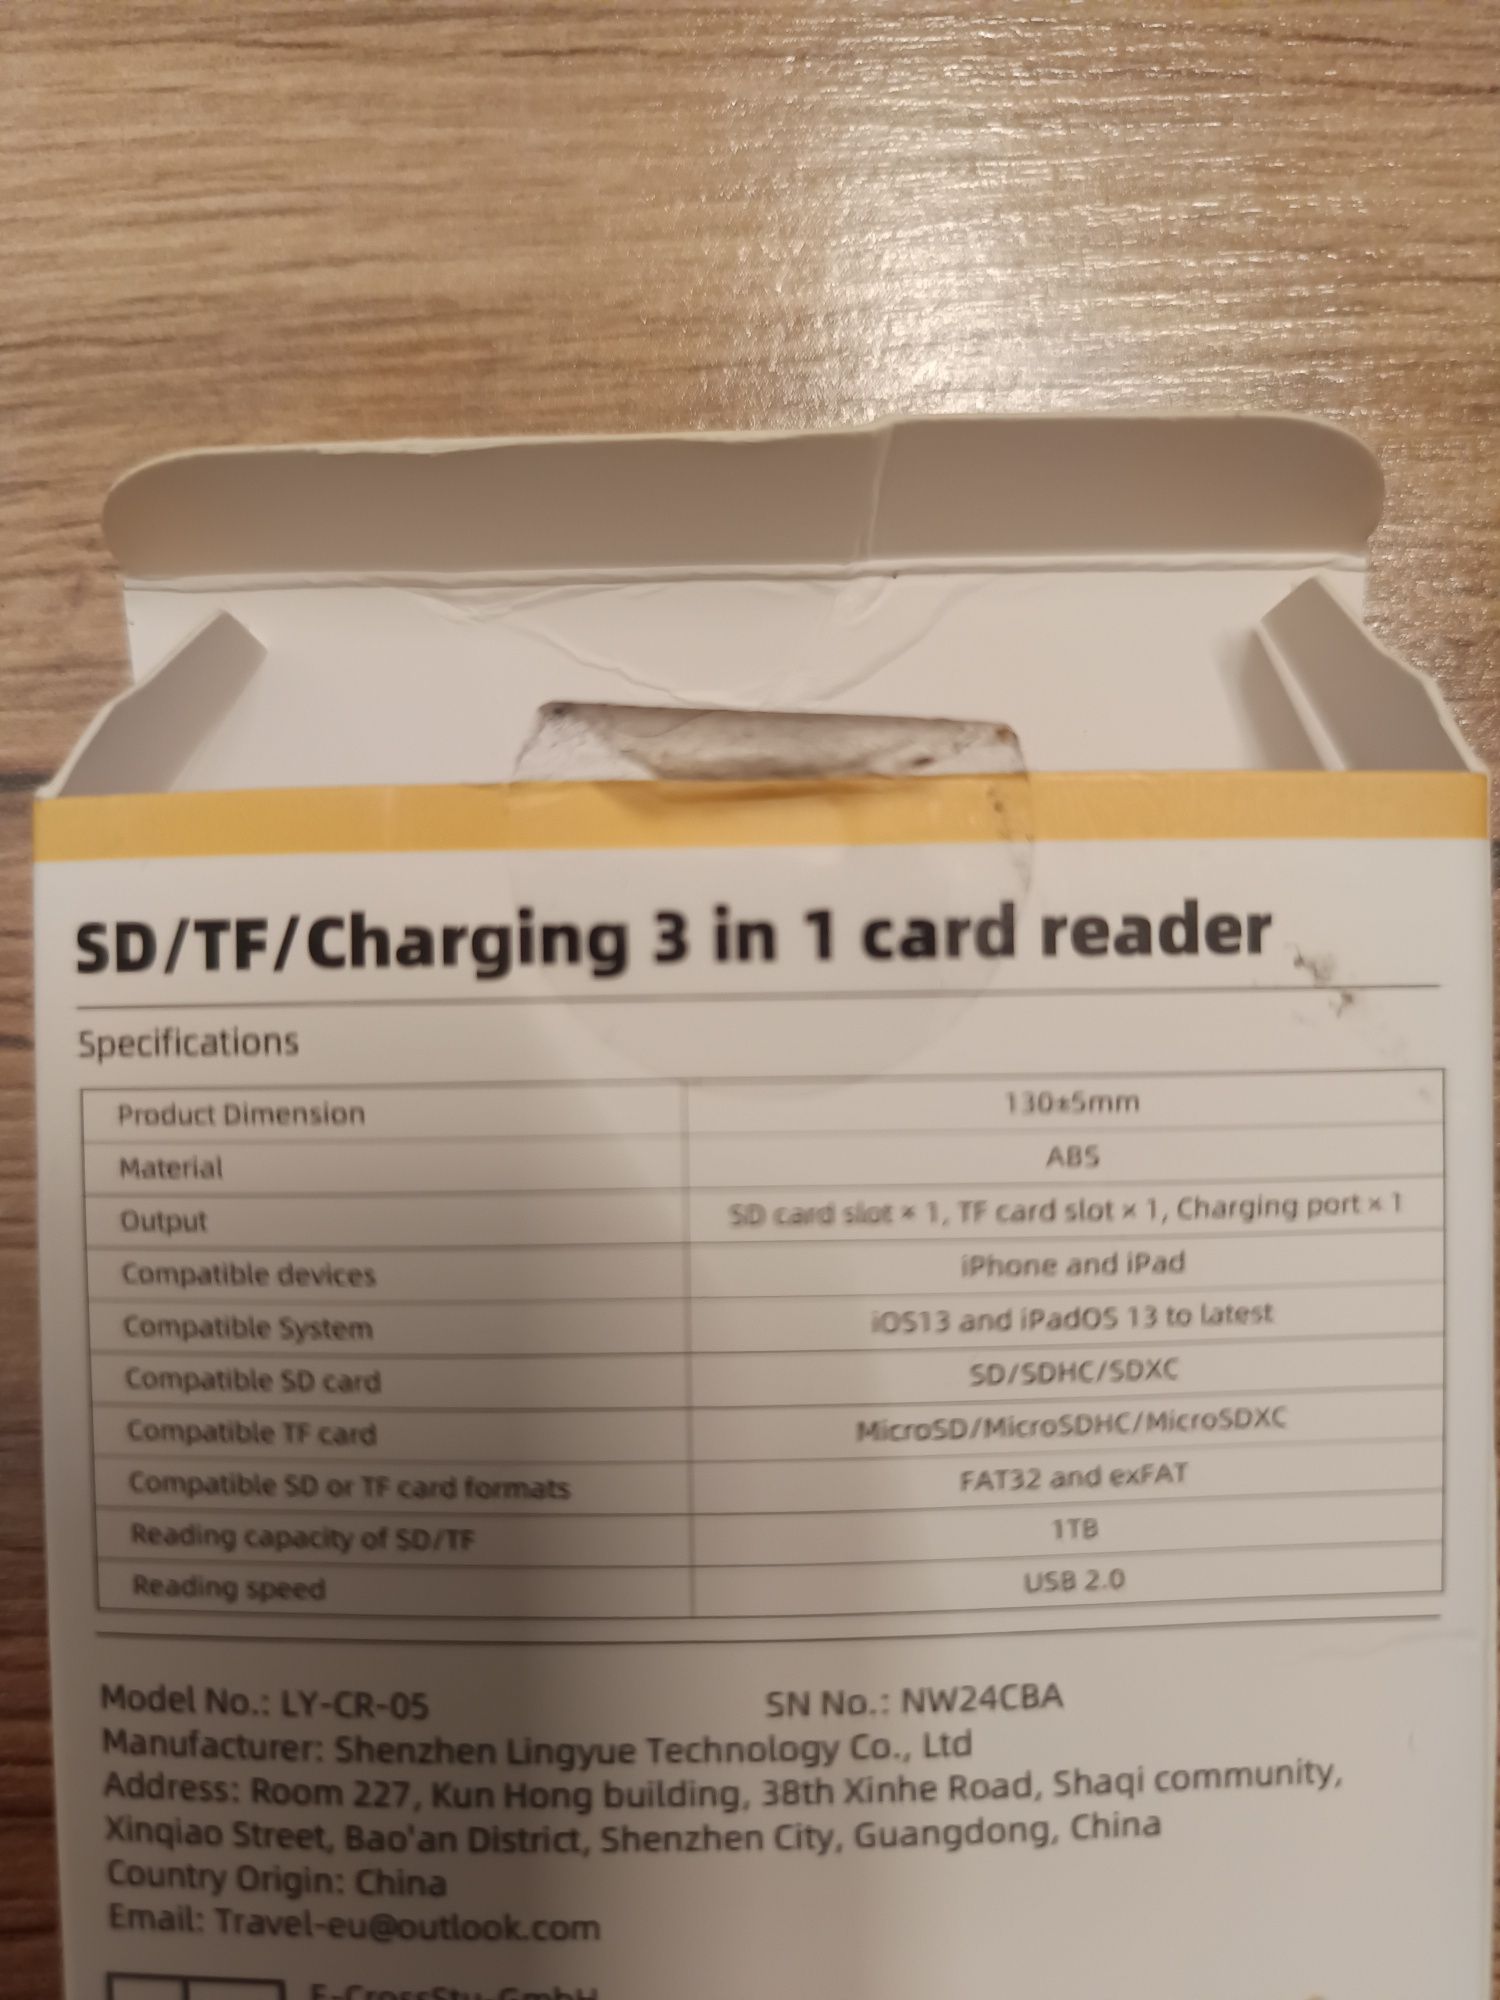 SD/TF/Charging 3 in 1 card reader
Specifications
Product Dimension 130±5mm
Material ABS
Output SD card slot × 1, TF card slot × 1, Charging port × 1
Compatible devices iPhone and iPad
Compatible System iOS13 and iPadOS 13 to latest
Compatible SD card SD/SDHC/SDXC
Compatible TF card MicroSD/MicroSDHC/MicroSDXC
Compatible SD or TF card formats FAT32 and exFAT
Reading capacity of SD/TF 1TB
Reading speed USB 2.0
Model No.: LY-CR-05 SN No.: NW24CBA
Manufacturer: Shenzhen Lingyue Technology Co., Ltd
Address: Room 227, Kun Hong building, 38th Xinhe Road, Shaqi community,
Xinqiao Street, Bao'an District, Shenzhen City, Guangdong, China
Country Origin: China
Email: Travel-eu@outlook.com
E-CrossStu-GmbH